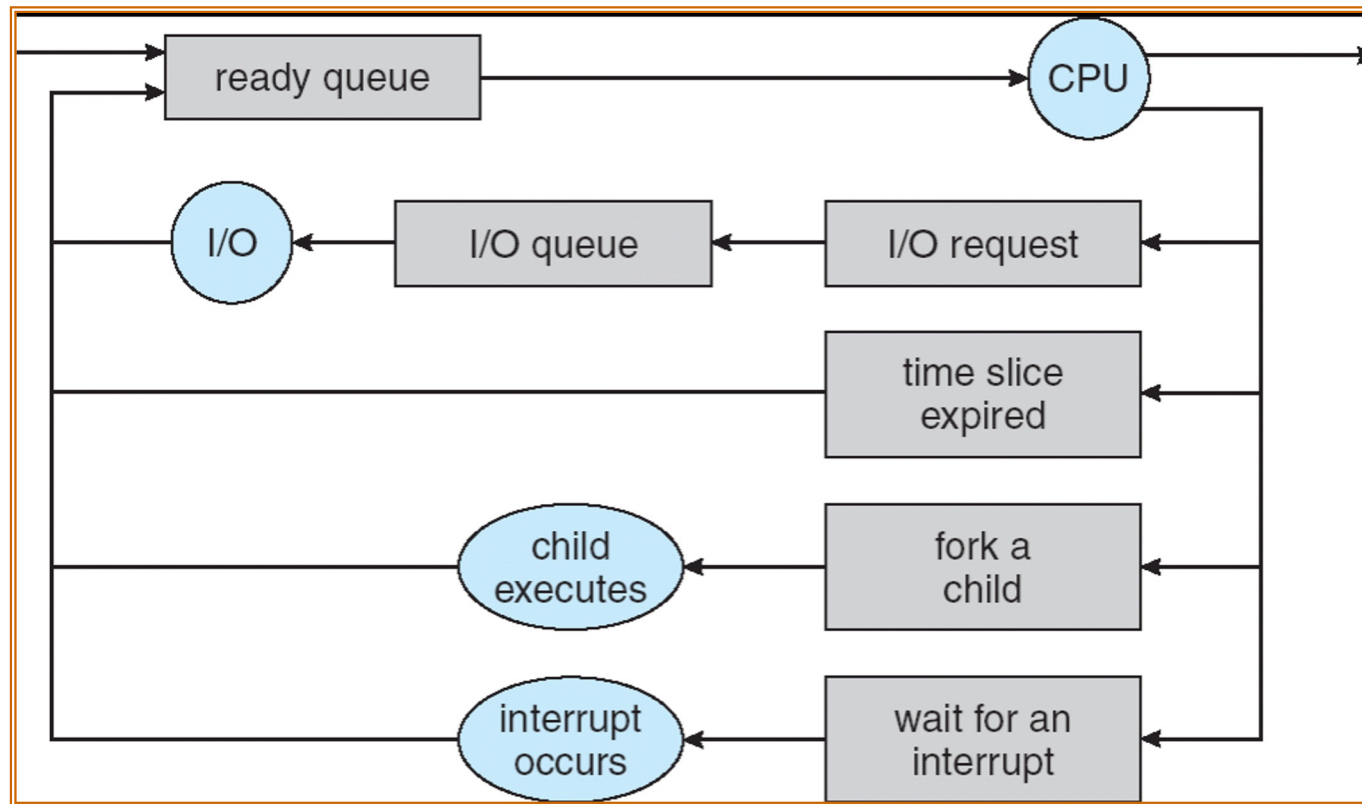 ready queue
CPU
I/O
I/O queue
I/O request
time slice
expired
child
executes
fork a
child
interrupt
occurs
wait for an
interrupt